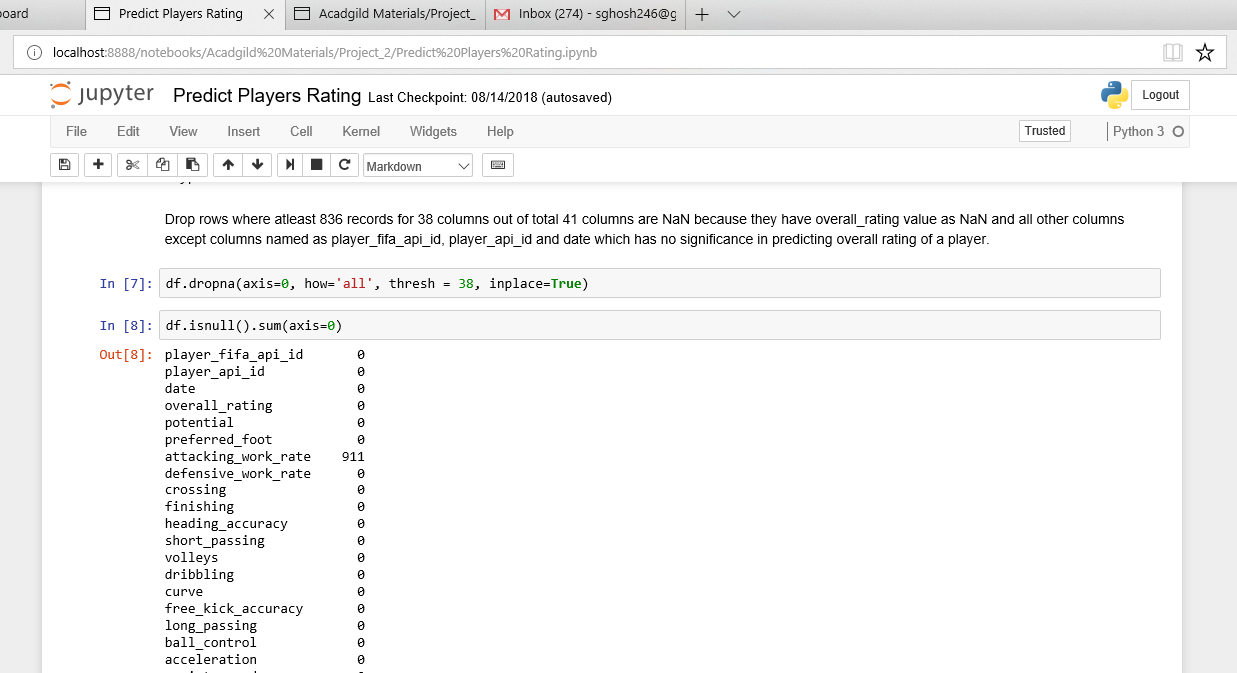 oard
Predict Players Rating
Acadgild Materials/Project_
Inbox (274) - sghosh246@g
localhost:8888/notebooks/Acadgild%20Materials/Project_2/Predict%20Players%20Rating.ipynb
jupyter Predict Players Rating Last Checkpoint: 08/14/2018 (autosaved)
Logout
File Edit View Insert Cell Kernel Widgets Help
Trusted
Python 3
Markdown
Drop rows where atleast 836 records for 38 columns out of total 41 columns are NaN because they have overall_rating value as NaN and all other columns
except columns named as player_fifa_api_id, player_api_id and date which has no significance in predicting overall rating of a player.
In [7]: df.dropna(axis=0, how='all', thresh = 38, inplace=True)
In [8]: df.isnull().sum(axis=0)
Out[8]: player_fifa_api_id 0
player_api_id 0
date 0
overall_rating 0
potential 0
preferred_foot 0
attacking_work_rate 911
defensive_work_rate 0
crossing 0
finishing 0
heading_accuracy 0
short_passing 0
volleys 0
dribbling 0
curve 0
free_kick_accuracy 0
long_passing 0
ball_control 0
acceleration 0